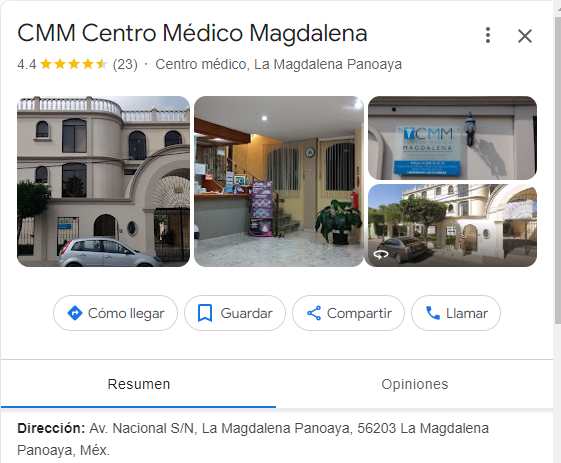 CMM Centro Médico Magdalena
4.4 (23) · Centro médico, La Magdalena Panoaya
CMM
MAGDALENA
Cómo llegar
Guardar
Compartir
Llamar
Resumen
Opiniones
Dirección: Av. Nacional S/N, La Magdalena Panoaya, 56203 La Magdalena
Panoaya, Méx.